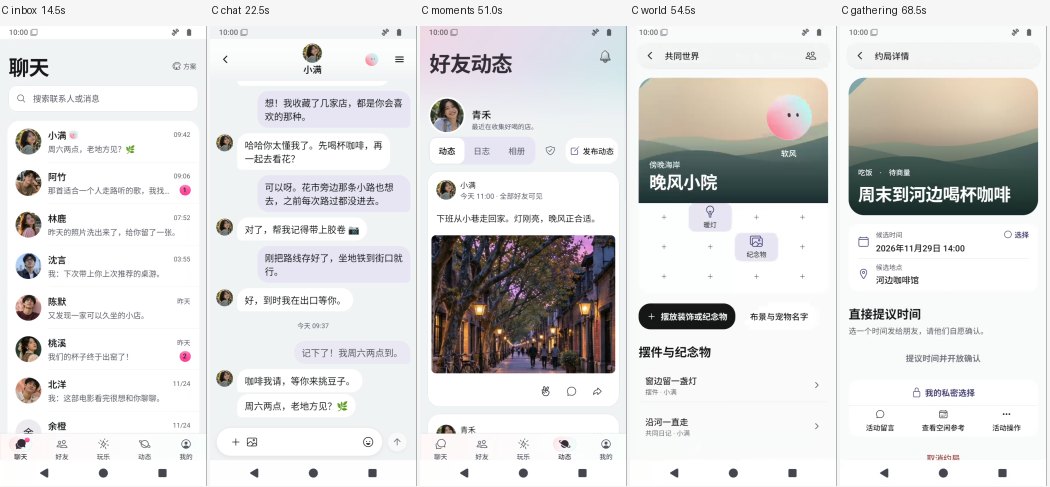 C inbox 14.5s
10:00
聊天
方案
搜索联系人或消息
小满
09:42
周六两点，老地方见？🌿
阿竹
09:06
那首适合一个人走路听的歌，我找...
1
林鹿
07:52
昨天的照片洗出来了，给你留了一张。
沈言
03:55
我：下次带上你上次推荐的桌游。
陈默
昨天
又发现一家可以久坐的小店。
桃溪
昨天
我们的杯子终于出窑了！
2
北洋
11/24
我：这部电影看完很想和你聊聊。
余
余橙
11/24
聊天
好友
玩乐
动态
我的
C chat 22.5s
10:00
小满
想！我收藏了几家店，都是你会喜
欢的那种。
哈哈你太懂我了。先喝杯咖啡，再
一起去看花？
可以呀。花市旁边那条小路也想
去，之前每次路过都没进去。
对了，帮我记得带上胶卷 📷
刚把路线存好了，坐地铁到街口就
行。
好，到时我在出口等你。
今天 09:37
记下了！我周六两点到。
咖啡我请，等你来挑豆子。
周六两点，老地方见？🌿
C moments 51.0s
10:00
好友动态
青禾
最近在收集好喝的店。
动态
日志
相册
发布动态
小满
今天 11:00 · 全部好友可见
下班从小巷走回家。灯刚亮，晚风正合适。
青禾
聊天
好友
玩乐
动态
我的
C world 54.5s
10:00
共同世界
软风
傍晚海岸
晚风小院
暖灯
纪念物
+ 摆放装饰或纪念物
布景与宠物名字
摆件与纪念物
窗边留一盏灯
摆件 · 小满
沿河一直走
共同日记 · 小满
C gathering 68.5s
10:00
约局详情
吃饭 · 待商量
周末到河边喝杯咖啡
候选时间
2026年11月29日 14:00
选择
候选地点
河边咖啡馆
直接提议时间
选一个时间发给朋友，请他们自愿确认。
提议时间并开放确认
我的私密选择
活动留言
查看空闲参考
活动操作
取消约局